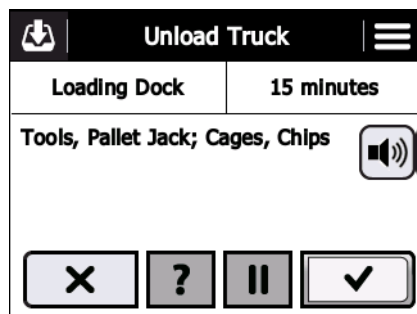 Unload Truck
Loading Dock
15 minutes
Tools, Pallet Jack; Cages, Chips
?